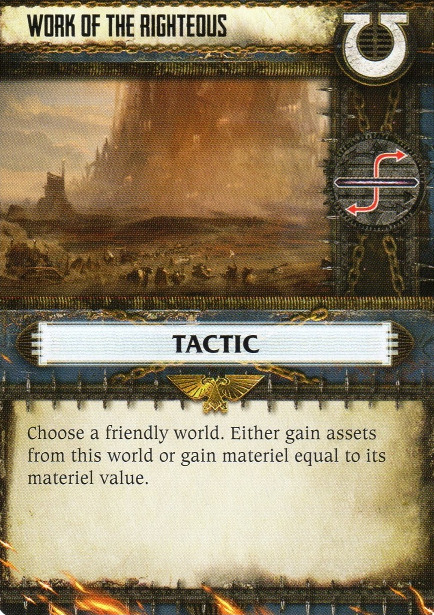 WORK OF THE RIGHTEOUS
TACTIC
Choose a friendly world. Either gain assets
from this world or gain materiel equal to its
materiel value.